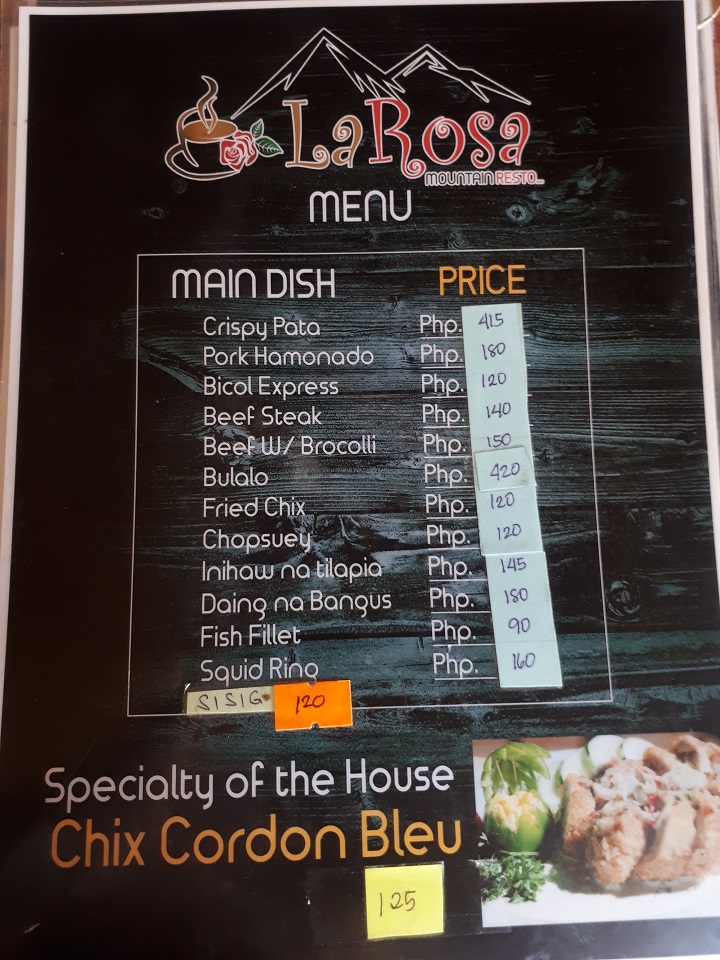 LaRosa
MOUNTAIN RESTO...
MENU
MAIN DISH PRICE
Crispy Pata Php. 415
Pork Hamonado Php. 180
Bicol Express Php. 120
Beef Steak Php. 140
Beef W/ Brocolli Php. 150
Bulalo Php. 420
Fried Chix Php. 120
Chopsuey Php. 120
Inihaw na tilapia Php. 145
Daing na Bangus Php. 180
Fish Fillet Php. 90
Squid Ring Php. 160
SISIG 120
Specialty of the House
Chix Cordon Bleu
125